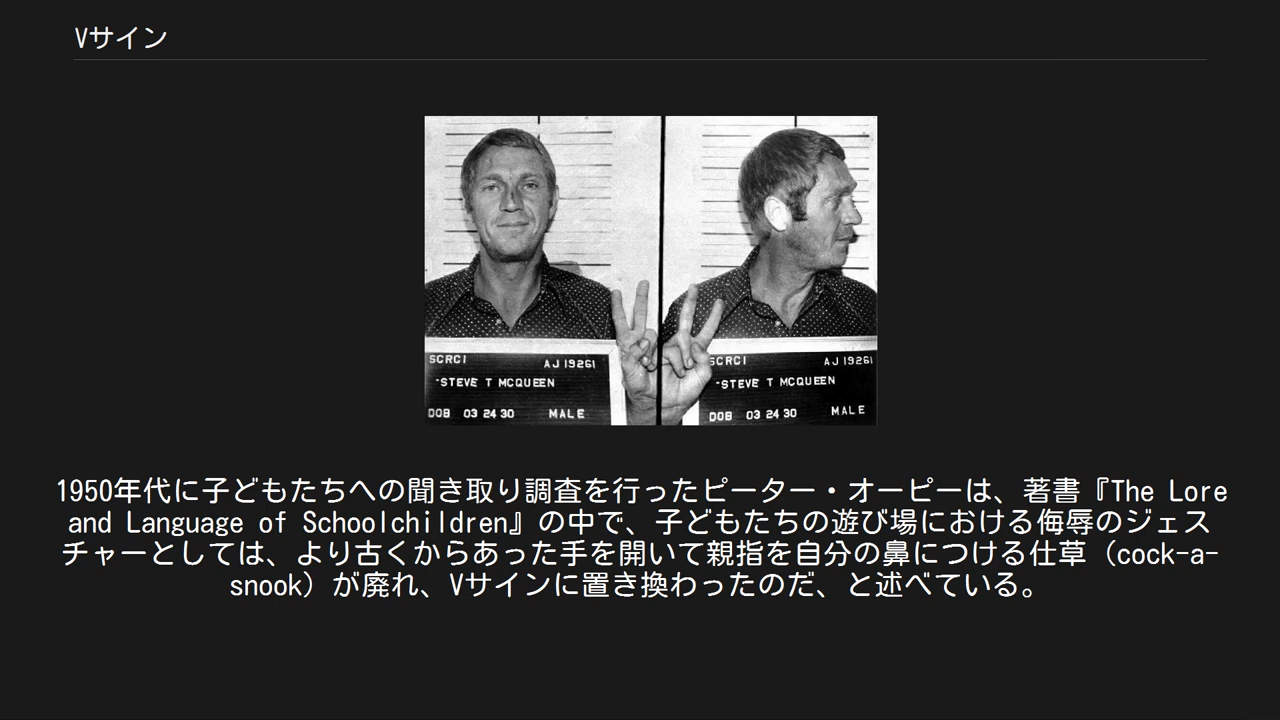 Vサイン
SCRCI AJ 19261
STEVE T MCQUEEN
DOB 03 24 30 MALE
SCRCI AJ 19261
STEVE T MCQUEEN
DOB 03 24 30 MALE
1950年代に子どもたちへの聞き取り調査を行ったピーター・オーピーは、著書『The Lore
and Language of Schoolchildren』の中で、子どもたちの遊び場における侮辱のジェス
チャーとしては、より古くからあった手を開いて親指を自分の鼻につける仕草（cock-a-
snook）が廃れ、Vサインに置き換わったのだ、と述べている。